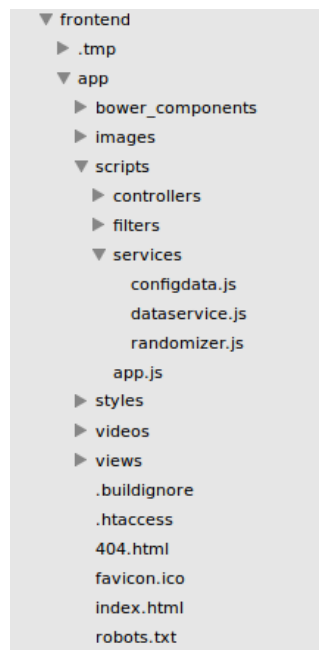 frontend
.tmp
app
bower_components
images
scripts
controllers
filters
services
configdata.js
dataservice.js
randomizer.js
app.js
styles
videos
views
.buildignore
.htaccess
404.html
favicon.ico
index.html
robots.txt